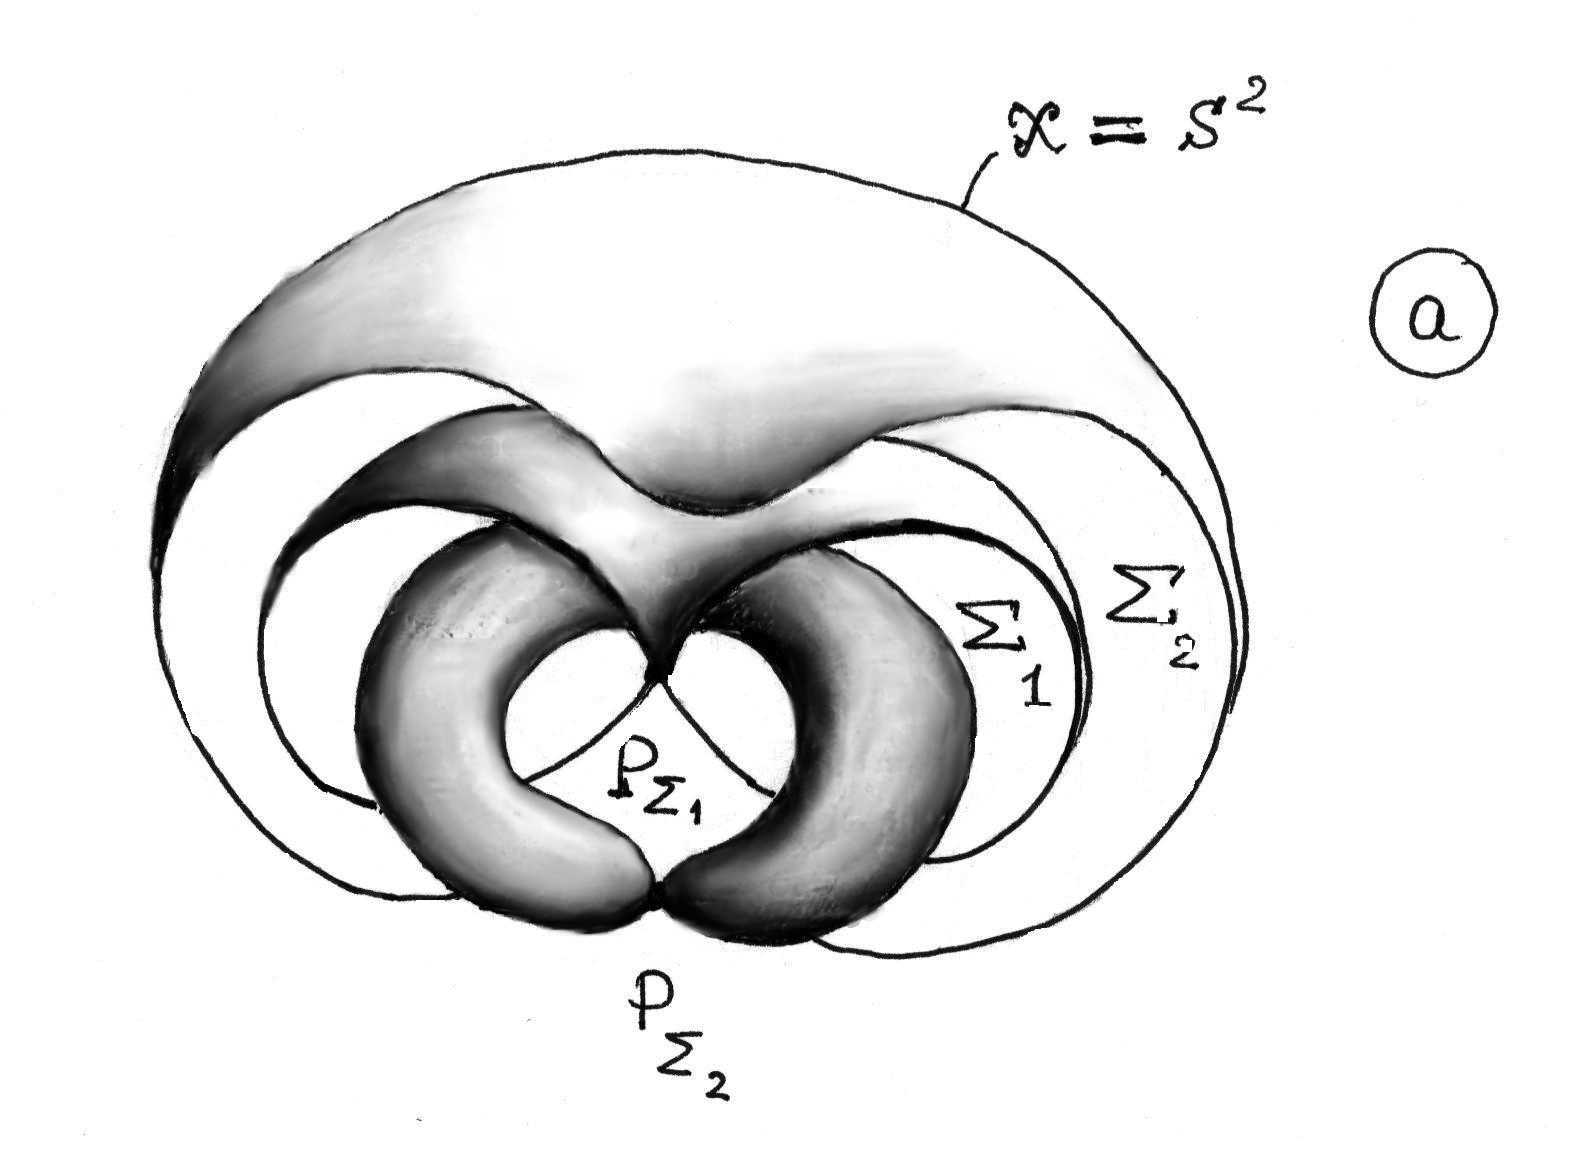 X = S²
a
Σ₁
Σ₂
P_Σ₁
P_Σ₂